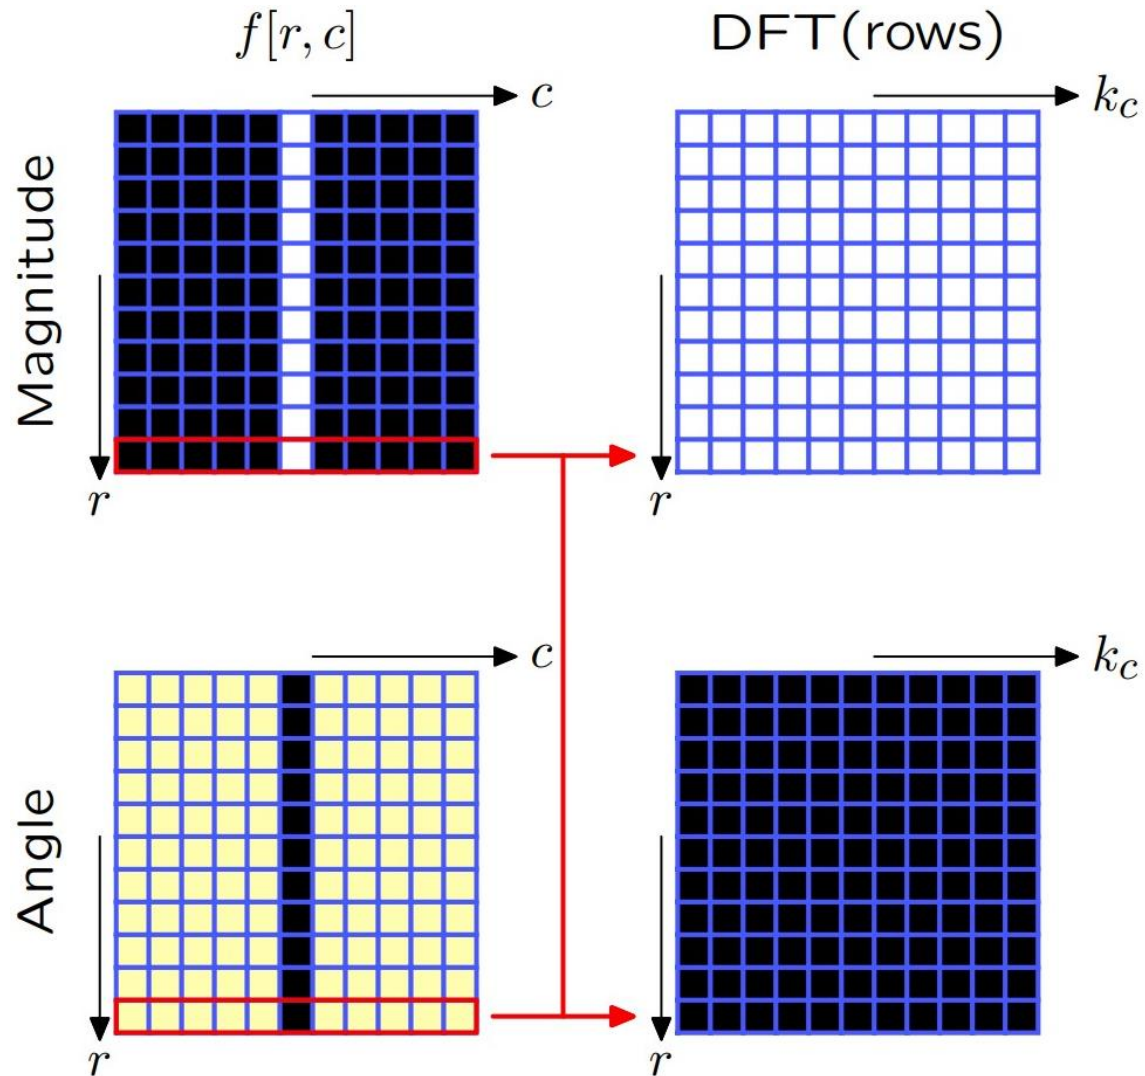 f[r, c]
DFT(rows)
c
k_c
Magnitude
r
r
c
k_c
Angle
r
r